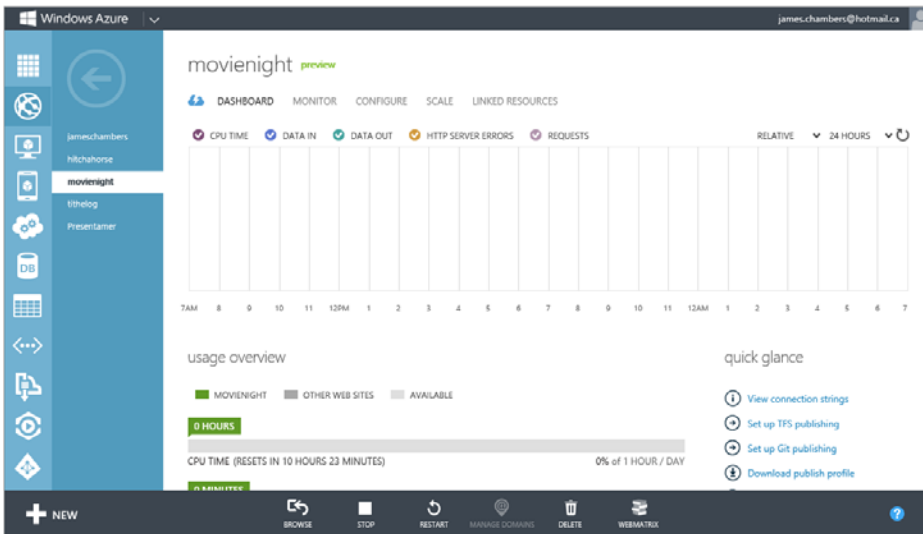 Windows Azure
james.chambers@hotmail.ca
jameschambers
hitchahorse
movienight
tithelog
Presentamer
movienight preview
DASHBOARD MONITOR CONFIGURE SCALE LINKED RESOURCES
CPU TIME DATA IN DATA OUT HTTP SERVER ERRORS REQUESTS RELATIVE 24 HOURS
7AM 8 9 10 11 12PM 1 2 3 4 5 6 7 8 9 10 11 12AM 1 2 3 4 5 6 7
usage overview
MOVIENIGHT OTHER WEB SITES AVAILABLE
0 HOURS
CPU TIME (RESETS IN 10 HOURS 23 MINUTES) 0% of 1 HOUR / DAY
0 MINUTES
quick glance
View connection strings
Set up TFS publishing
Set up Git publishing
Download publish profile
DB
NEW BROWSE STOP RESTART MANAGE DOMAINS DELETE WEBMATRIX ?